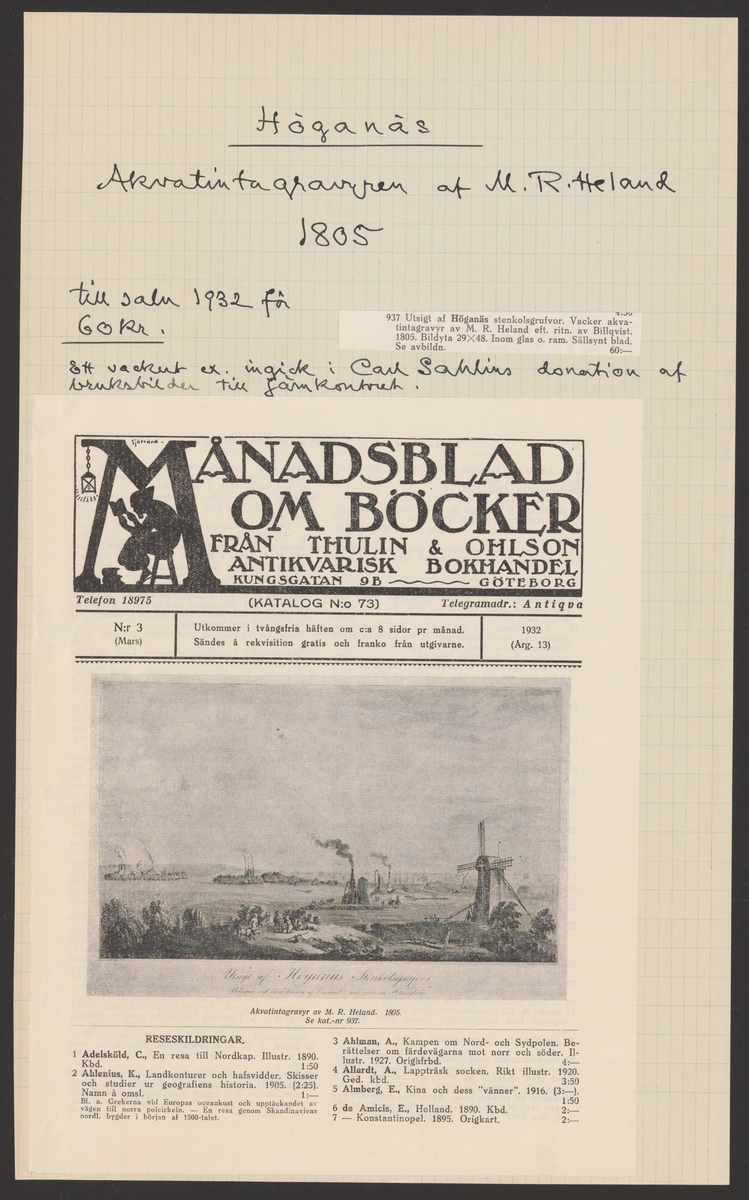 Höganäs
Akvatintagravyren af M. R. Heland
1805
till salu 1932 för
60 kr.
937 Utsigt af Höganäs stenkolsgrufvor. Vacker akva-
tintagravyr av M. R. Heland eft. ritn. av Billqvist.
1805. Bildyta 29×48. Inom glas o. ram. Sällsynt blad.
Se avbildn. 60:—
Ett vackert ex. ingick i Carl Sahlins donation af
bruksbilder till Järnkontoret.
MÅNADSBLAD
OM BÖCKER
FRÅN THULIN & OHLSON
ANTIKVARISK BOKHANDEL
KUNGSGATAN 9B GÖTEBORG
Telefon 18975 (KATALOG N:o 73) Telegramadr.: Antiqva
N:r 3
(Mars)
Utkommer i tvångsfria häften om c:a 8 sidor pr månad.
Sändes å rekvisition gratis och franko från utgivarne.
1932
(Årg. 13)
Utsigt af Höganäs Stenkolsgrufvor
Akvatintagravyr av M. R. Heland. 1805.
Se kat.-nr 937.
RESESKILDRINGAR.
1 Adelsköld, C., En resa till Nordkap. Illustr. 1890.
Kbd. 1:50
2 Ahlenius, K., Landkonturer och hafsvidder. Skisser
och studier ur geografiens historia. 1905. (2:25).
Namn å omsl. 1:—
Bl. a. Grekerna vid Europas oceankust och upptäckandet av
vägen till norra polcirkeln. — En resa genom Skandinaviens
nordl. bygder i början af 1500-talet.
3 Ahlman, A., Kampen om Nord- och Sydpolen. Be-
rättelser om färdevägarna mot norr och söder. Il-
lustr. 1927. Orighfrbd. 4:—
4 Allardt, A., Lappträsk socken. Rikt illustr. 1920.
Ged. kbd. 3:50
5 Almberg, E., Kina och dess "vänner". 1916. (3:—).
1:50
6 de Amicis, E., Holland. 1890. Kbd. 2:—
7 — Konstantinopel. 1895. Origkart. 2:—